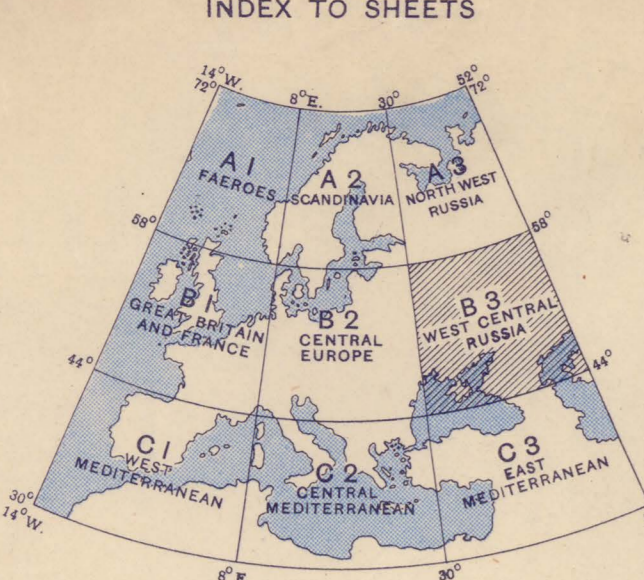 INDEX TO SHEETS
14° W.
72°
8° E.
30°
52°
72°
A 1
FAEROES
A 2
SCANDINAVIA
A 3
NORTH WEST
RUSSIA
58°
58°
B 1
GREAT BRITAIN
AND FRANCE
B 2
CENTRAL
EUROPE
B 3
WEST CENTRAL
RUSSIA
44°
44°
C 1
WEST
MEDITERRANEAN
C 2
CENTRAL
MEDITERRANEAN
C 3
EAST
MEDITERRANEAN
30°
14° W.
8° E.
30°